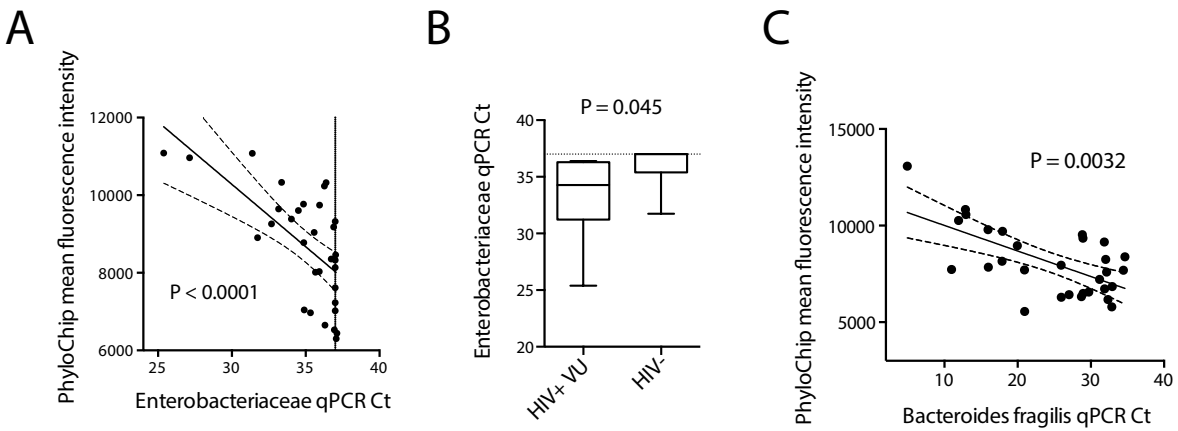 A
PhyloChip mean fluorescence intensity
12000
10000
8000
6000
P < 0.0001
25
30
35
40
Enterobacteriaceae qPCR Ct
B
Enterobacteriaceae qPCR Ct
P = 0.045
40
35
30
25
20
HIV+ VU
HIV-
C
PhyloChip mean fluorescence intensity
15000
10000
5000
P = 0.0032
10
20
30
40
Bacteroides fragilis qPCR Ct